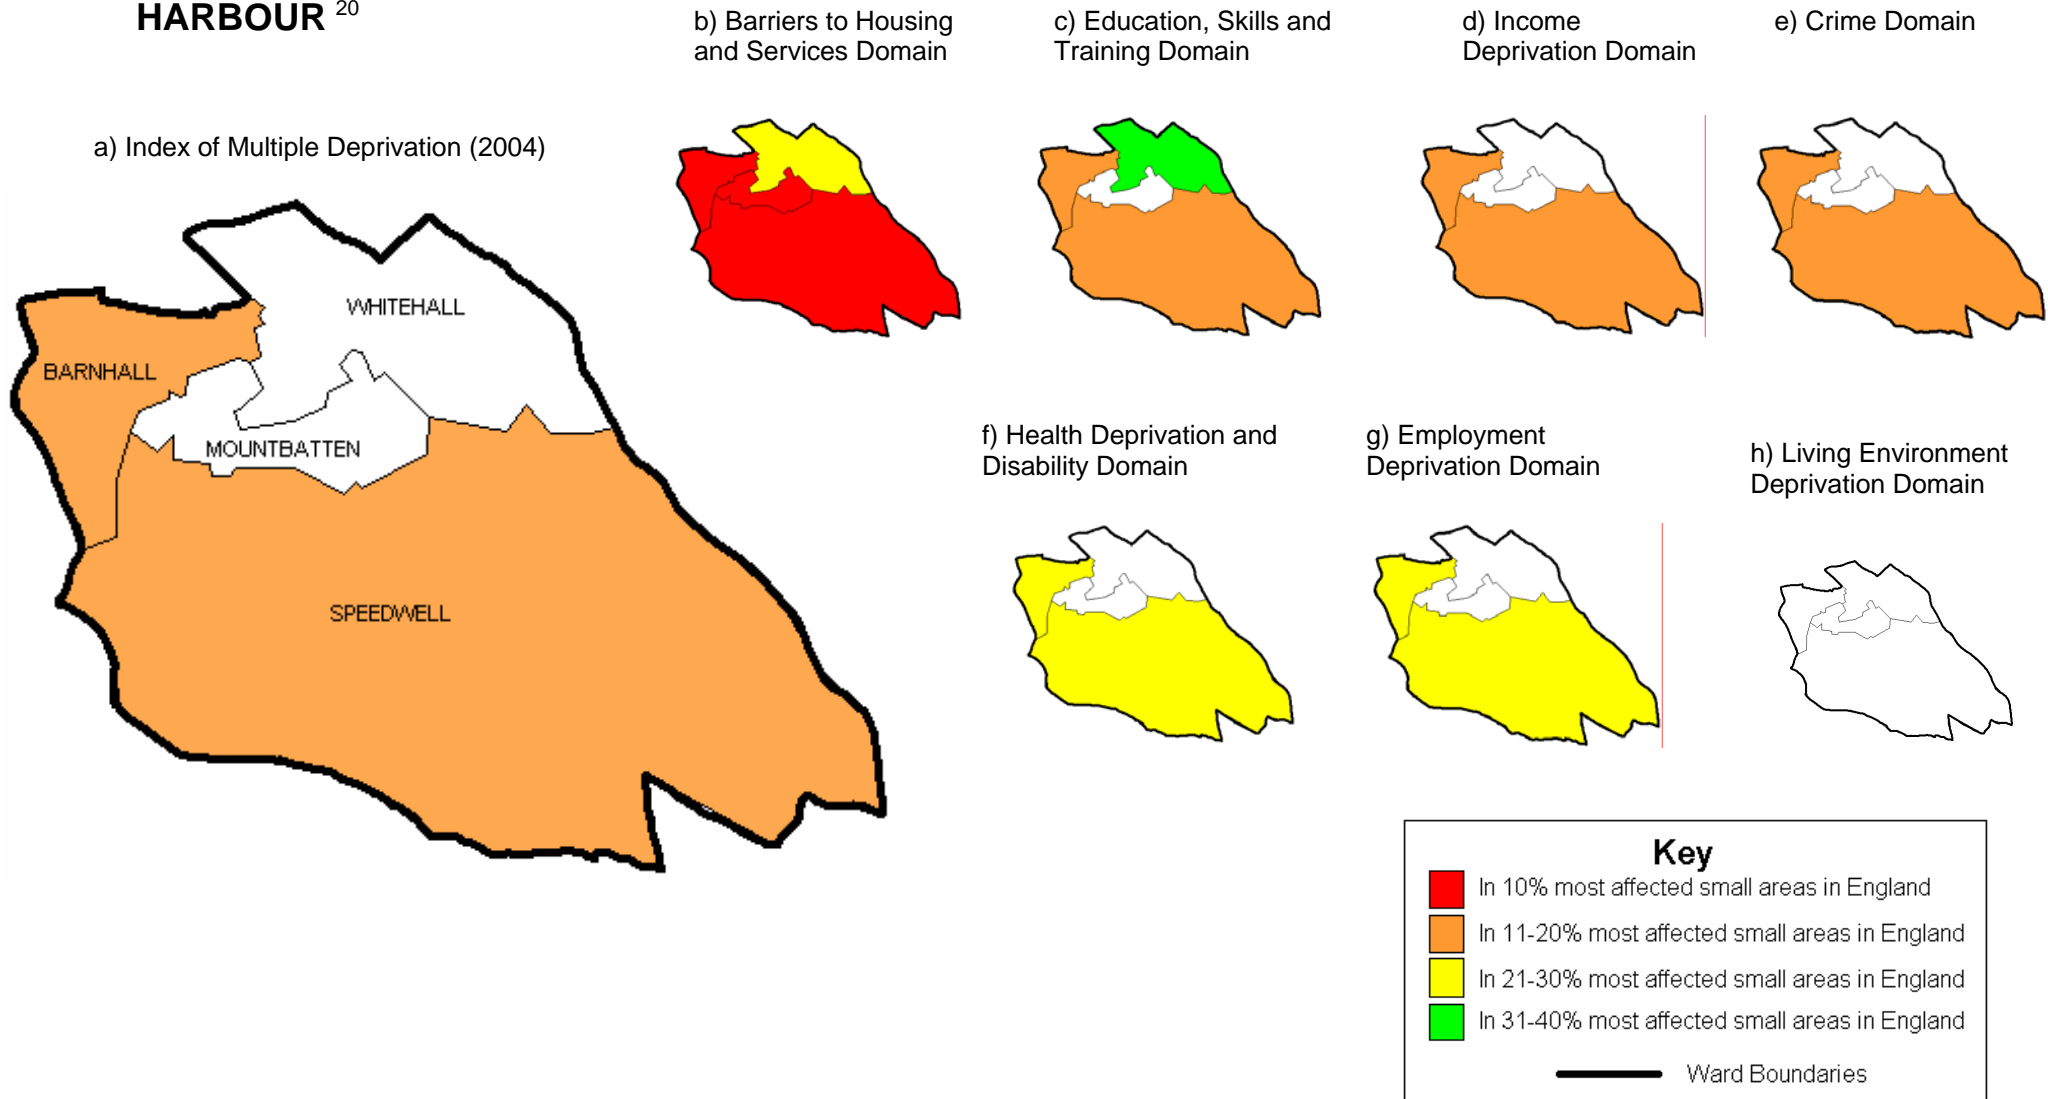 HARBOUR 20
a) Index of Multiple Deprivation (2004)
WHITEHALL
BARNHALL
MOUNTBATTEN
SPEEDWELL
b) Barriers to Housing
and Services Domain
c) Education, Skills and
Training Domain
d) Income
Deprivation Domain
e) Crime Domain
f) Health Deprivation and
Disability Domain
g) Employment
Deprivation Domain
h) Living Environment
Deprivation Domain
Key
In 10% most affected small areas in England
In 11-20% most affected small areas in England
In 21-30% most affected small areas in England
In 31-40% most affected small areas in England
Ward Boundaries